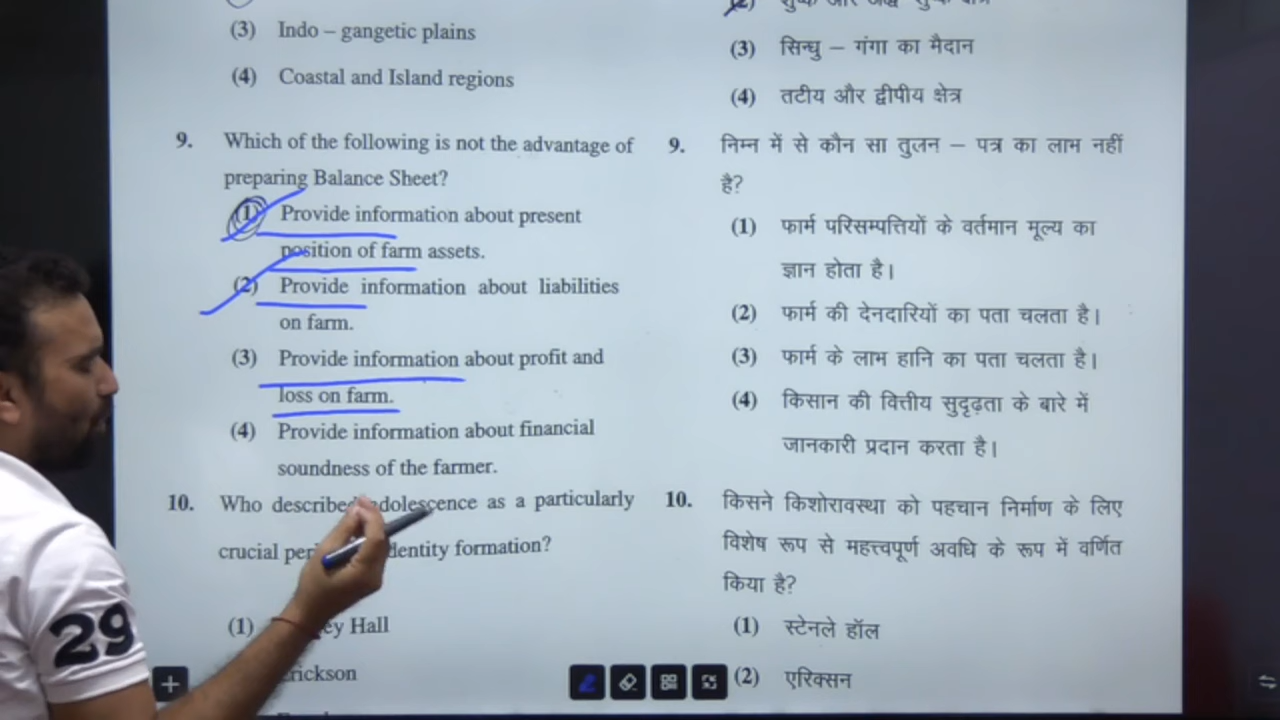 (3) Indo – gangetic plains
(4) Coastal and Island regions
9. Which of the following is not the advantage of
preparing Balance Sheet?
(1) Provide information about present
position of farm assets.
(2) Provide information about liabilities
on farm.
(3) Provide information about profit and
loss on farm.
(4) Provide information about financial
soundness of the farmer.
10. Who described adolescence as a particularly
crucial identity formation?
(1) Hall
(3) सिन्धु – गंगा का मैदान
(4) तटीय और द्वीपीय क्षेत्र
9. निम्न में से कौन सा तुलन – पत्र का लाभ नहीं
है?
(1) फार्म परिसम्पत्तियों के वर्तमान मूल्य का
ज्ञान होता है।
(2) फार्म की देनदारियों का पता चलता है।
(3) फार्म के लाभ हानि का पता चलता है।
(4) किसान की वित्तीय सुदृढ़ता के बारे में
जानकारी प्रदान करता है।
10. किसने किशोरावस्था को पहचान निर्माण के लिए
विशेष रूप से महत्त्वपूर्ण अवधि के रूप में वर्णित
किया है?
(1) स्टेनले हॉल
(2) एरिक्सन
29